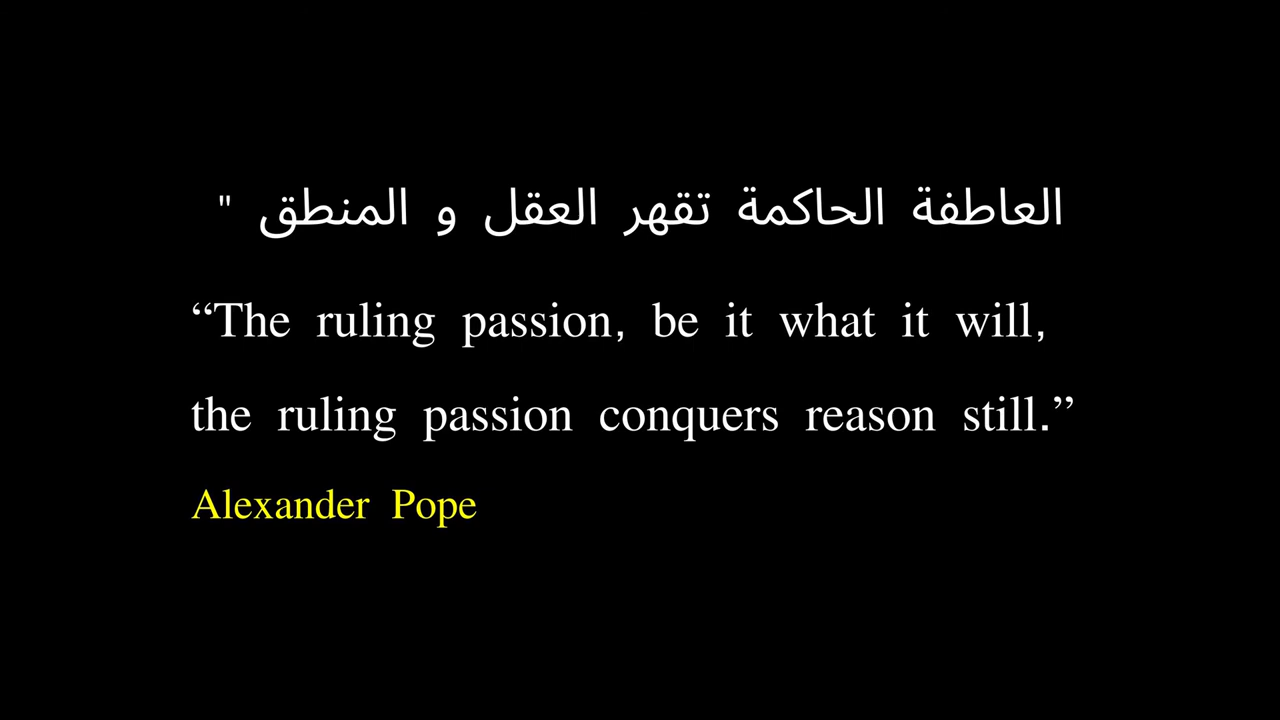 العاطفة الحاكمة تقهر العقل و المنطق "
“The ruling passion, be it what it will,
the ruling passion conquers reason still.”
Alexander Pope